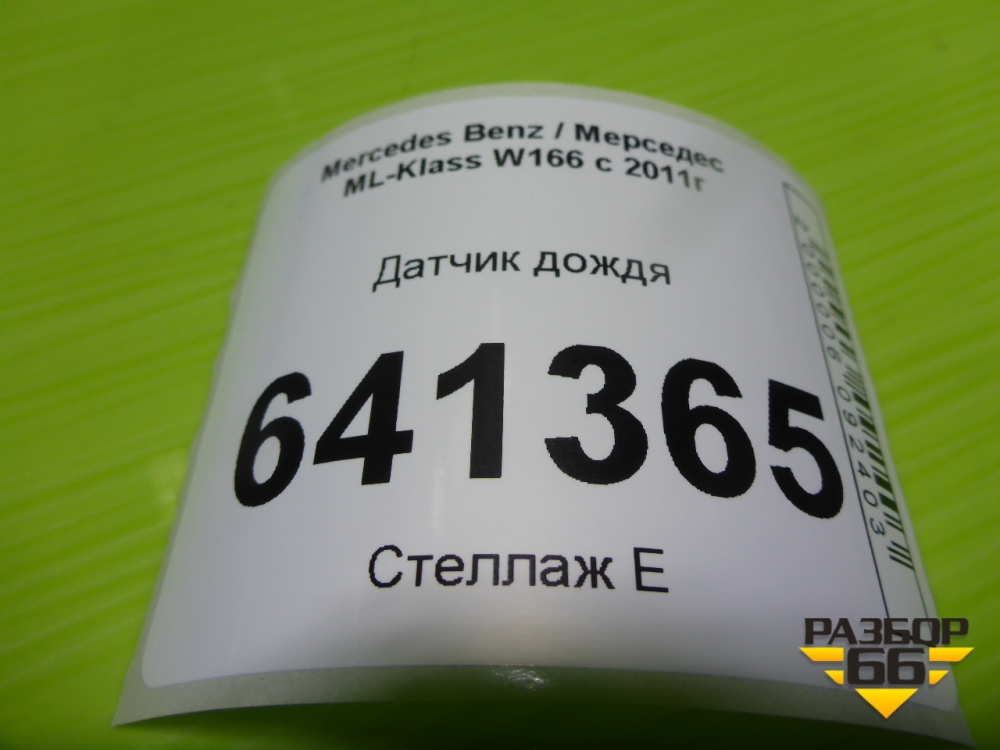 Mercedes Benz / Мерседес
ML-Klass W166 с 2011г
Датчик дождя
641365
Стеллаж Е
РАЗБОР
66